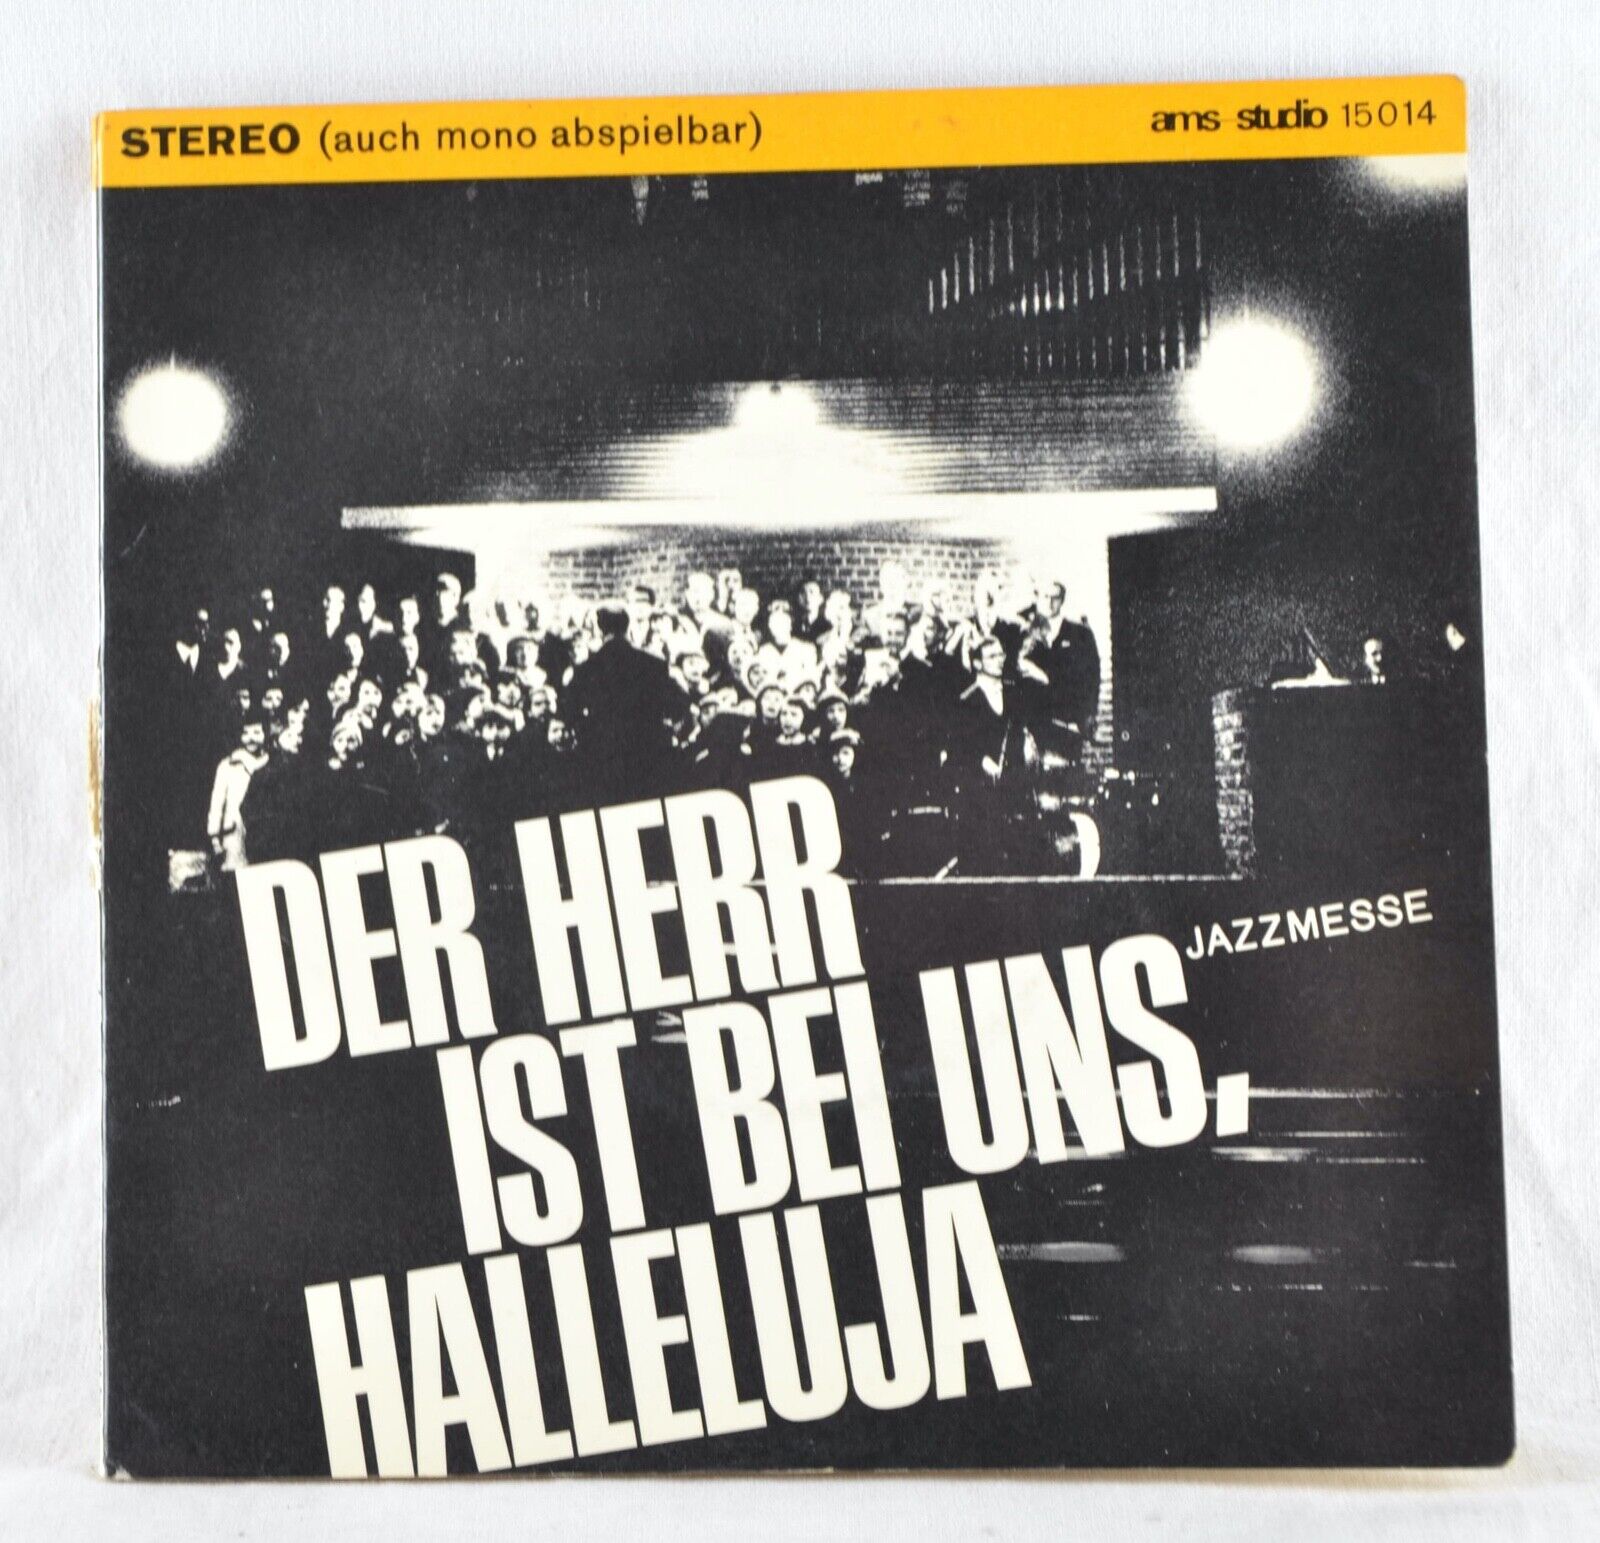 STEREO (auch mono abspielbar)
ams studio 15014
JAZZMESSE
DER HERR
IST BEI UNS,
HALLELUJA